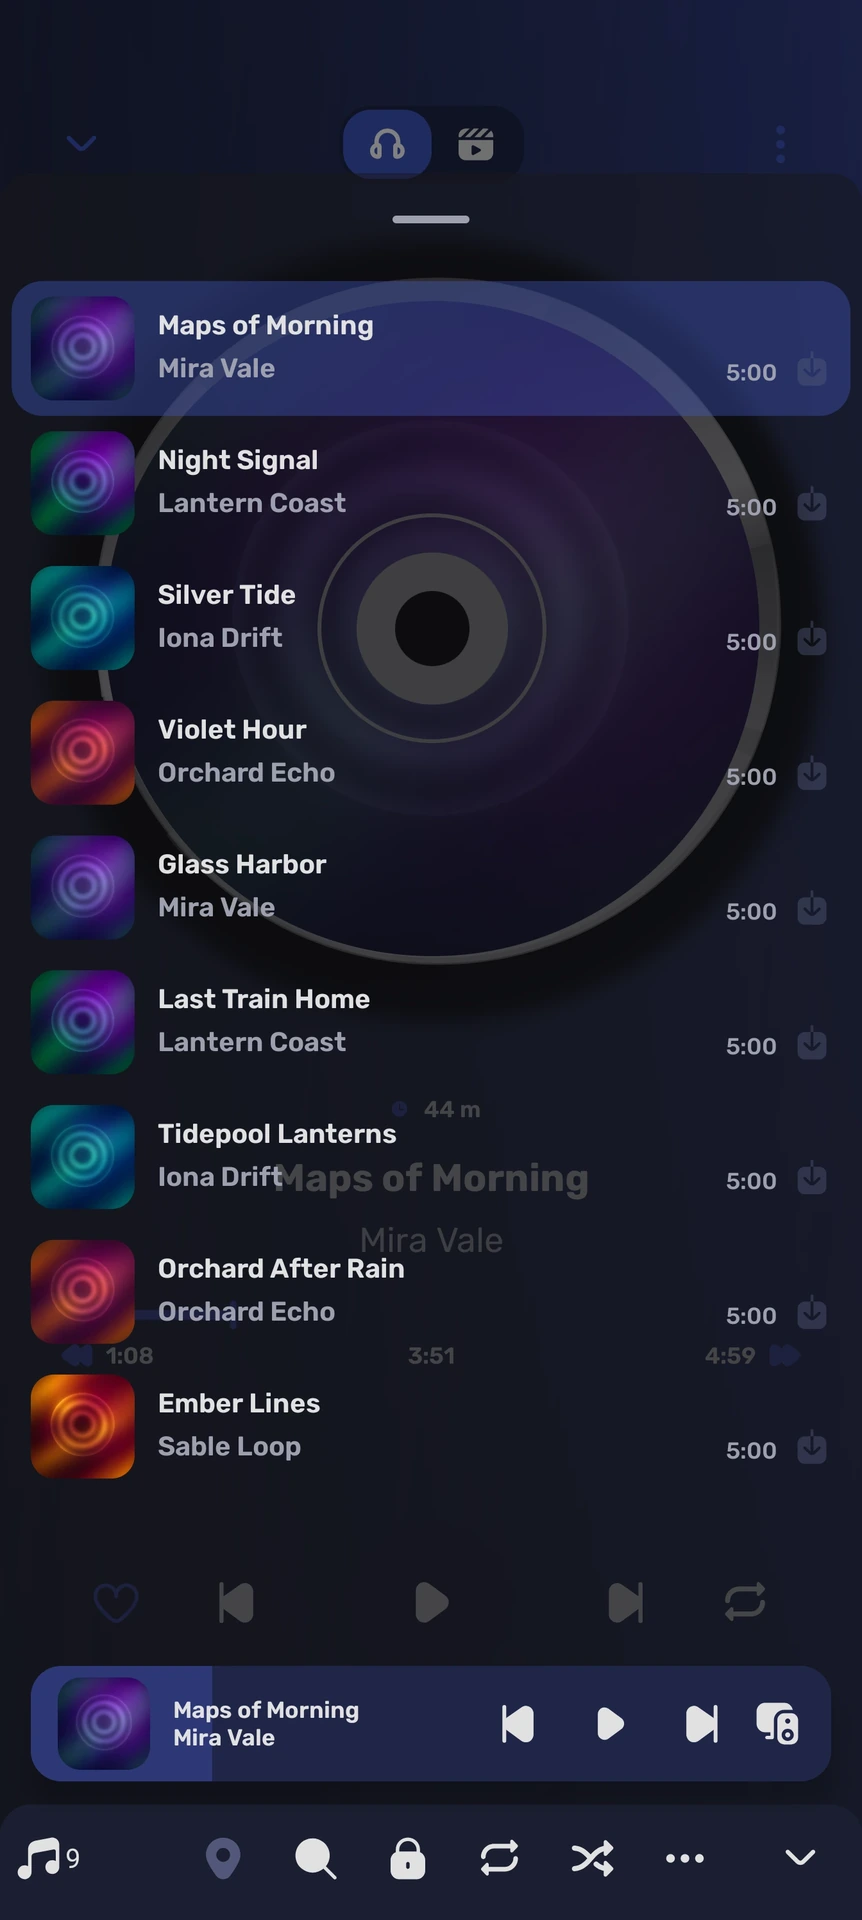 Maps of Morning
Mira Vale
5:00
Night Signal
Lantern Coast
5:00
Silver Tide
Iona Drift
5:00
Violet Hour
Orchard Echo
5:00
Glass Harbor
Mira Vale
5:00
Last Train Home
Lantern Coast
5:00
44 m
Tidepool Lanterns
Iona Drift
5:00
Maps of Morning
Mira Vale
Orchard After Rain
Orchard Echo
5:00
1:08 3:51 4:59
Ember Lines
Sable Loop
5:00
Maps of Morning
Mira Vale
9